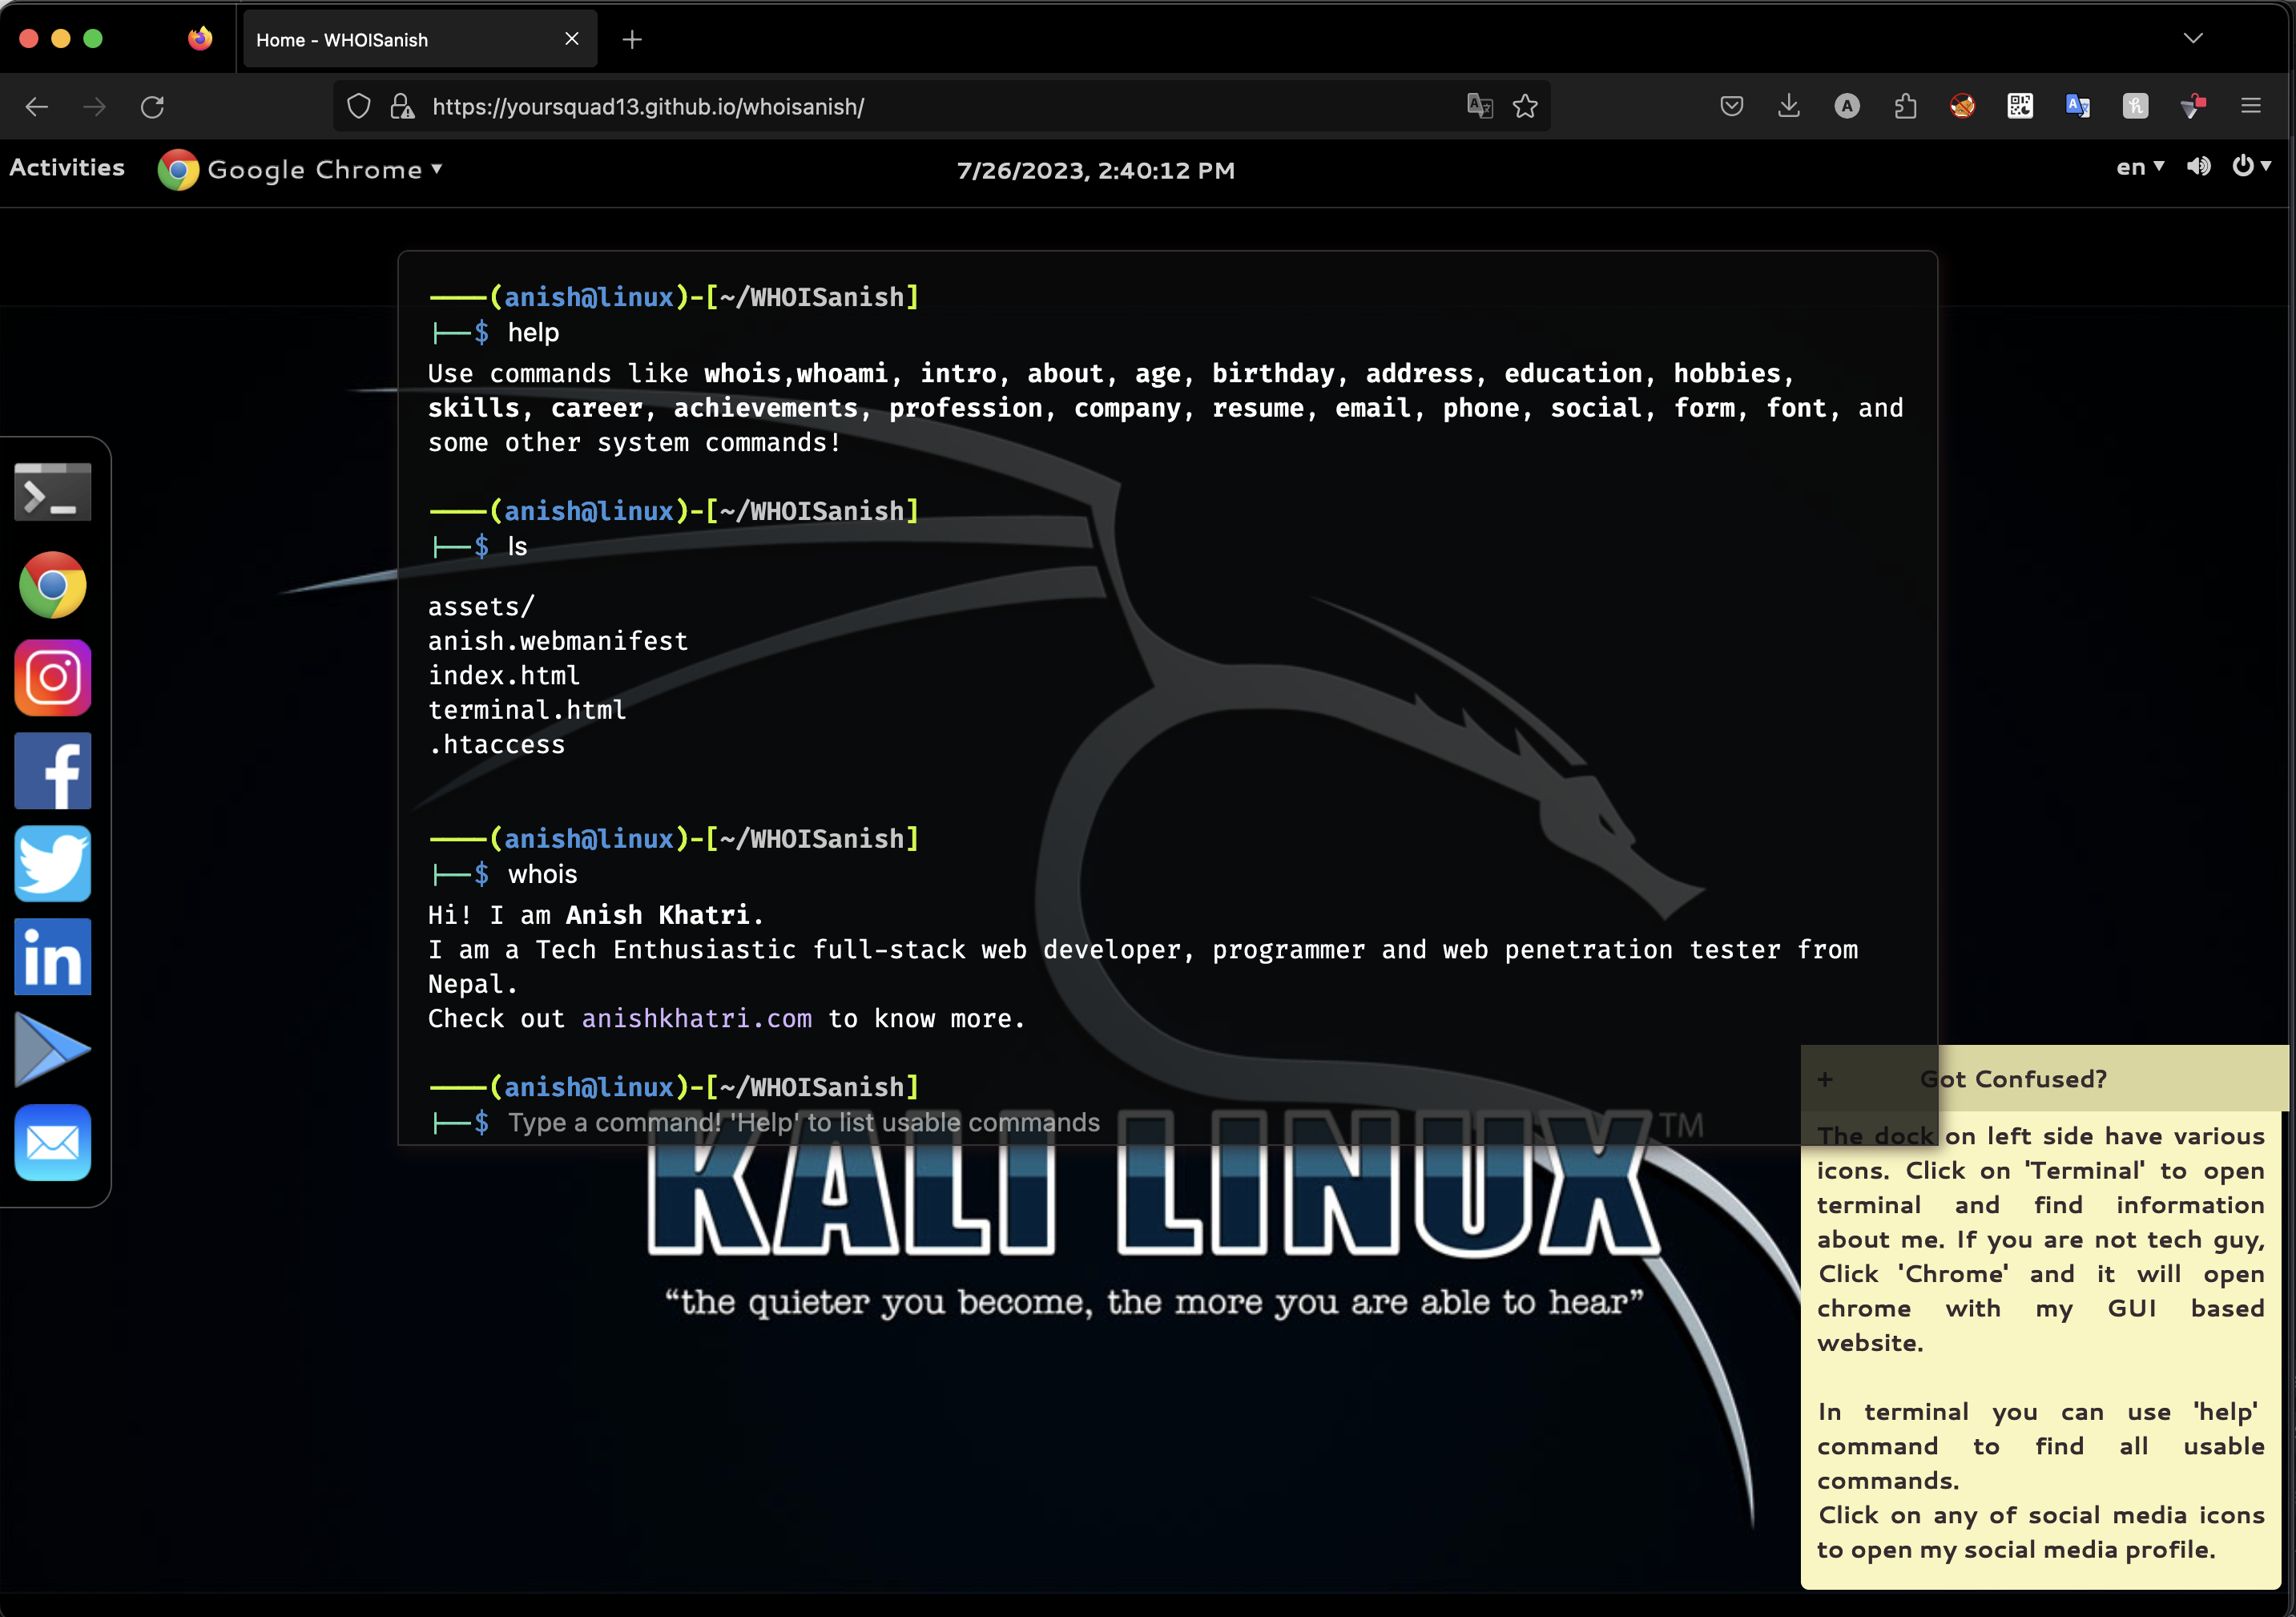 Home - WHOISanish
https://yoursquad13.github.io/whoisanish/
Activities
Google Chrome ▾
7/26/2023, 2:40:12 PM
en ▾
────(anish@linux)-[~/WHOISanish]
├──$ help
Use commands like whois,whoami, intro, about, age, birthday, address, education, hobbies,
skills, career, achievements, profession, company, resume, email, phone, social, form, font, and
some other system commands!
────(anish@linux)-[~/WHOISanish]
├──$ ls
assets/
anish.webmanifest
index.html
terminal.html
.htaccess
────(anish@linux)-[~/WHOISanish]
├──$ whois
Hi! I am Anish Khatri.
I am a Tech Enthusiastic full-stack web developer, programmer and web penetration tester from
Nepal.
Check out anishkhatri.com to know more.
────(anish@linux)-[~/WHOISanish]
├──$ Type a command! 'Help' to list usable commands
KALI LINUX™
“the quieter you become, the more you are able to hear”
+ Got Confused?
The dock on left side have various
icons. Click on 'Terminal' to open
terminal and find information
about me. If you are not tech guy,
Click 'Chrome' and it will open
chrome with my GUI based
website.
In terminal you can use 'help'
command to find all usable
commands.
Click on any of social media icons
to open my social media profile.